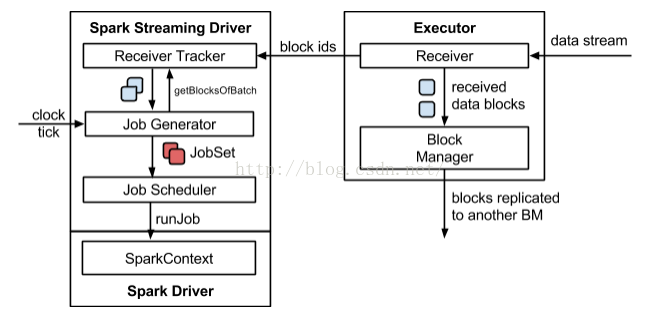 Spark Streaming Driver
Receiver Tracker
getBlocksOfBatch
clock
tick
Job Generator
JobSet
Job Scheduler
runJob
SparkContext
Spark Driver
block ids
Executor
Receiver
data stream
received
data blocks
Block
Manager
blocks replicated
to another BM
http://blog.csdn.net/